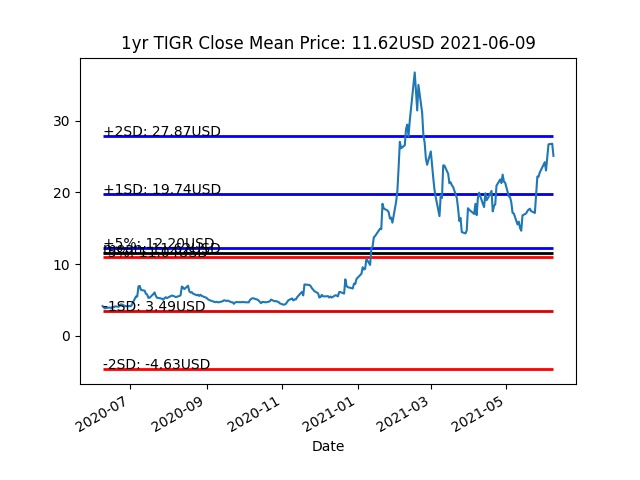 1yr TIGR Close Mean Price: 11.62USD 2021-06-09
30
+2SD: 27.87USD
20
+1SD: 19.74USD
+5%: 12.20USD
10
-1SD: 3.49USD
0
-2SD: -4.63USD
2020-07
2020-09
2020-11
2021-01
2021-03
2021-05
Date